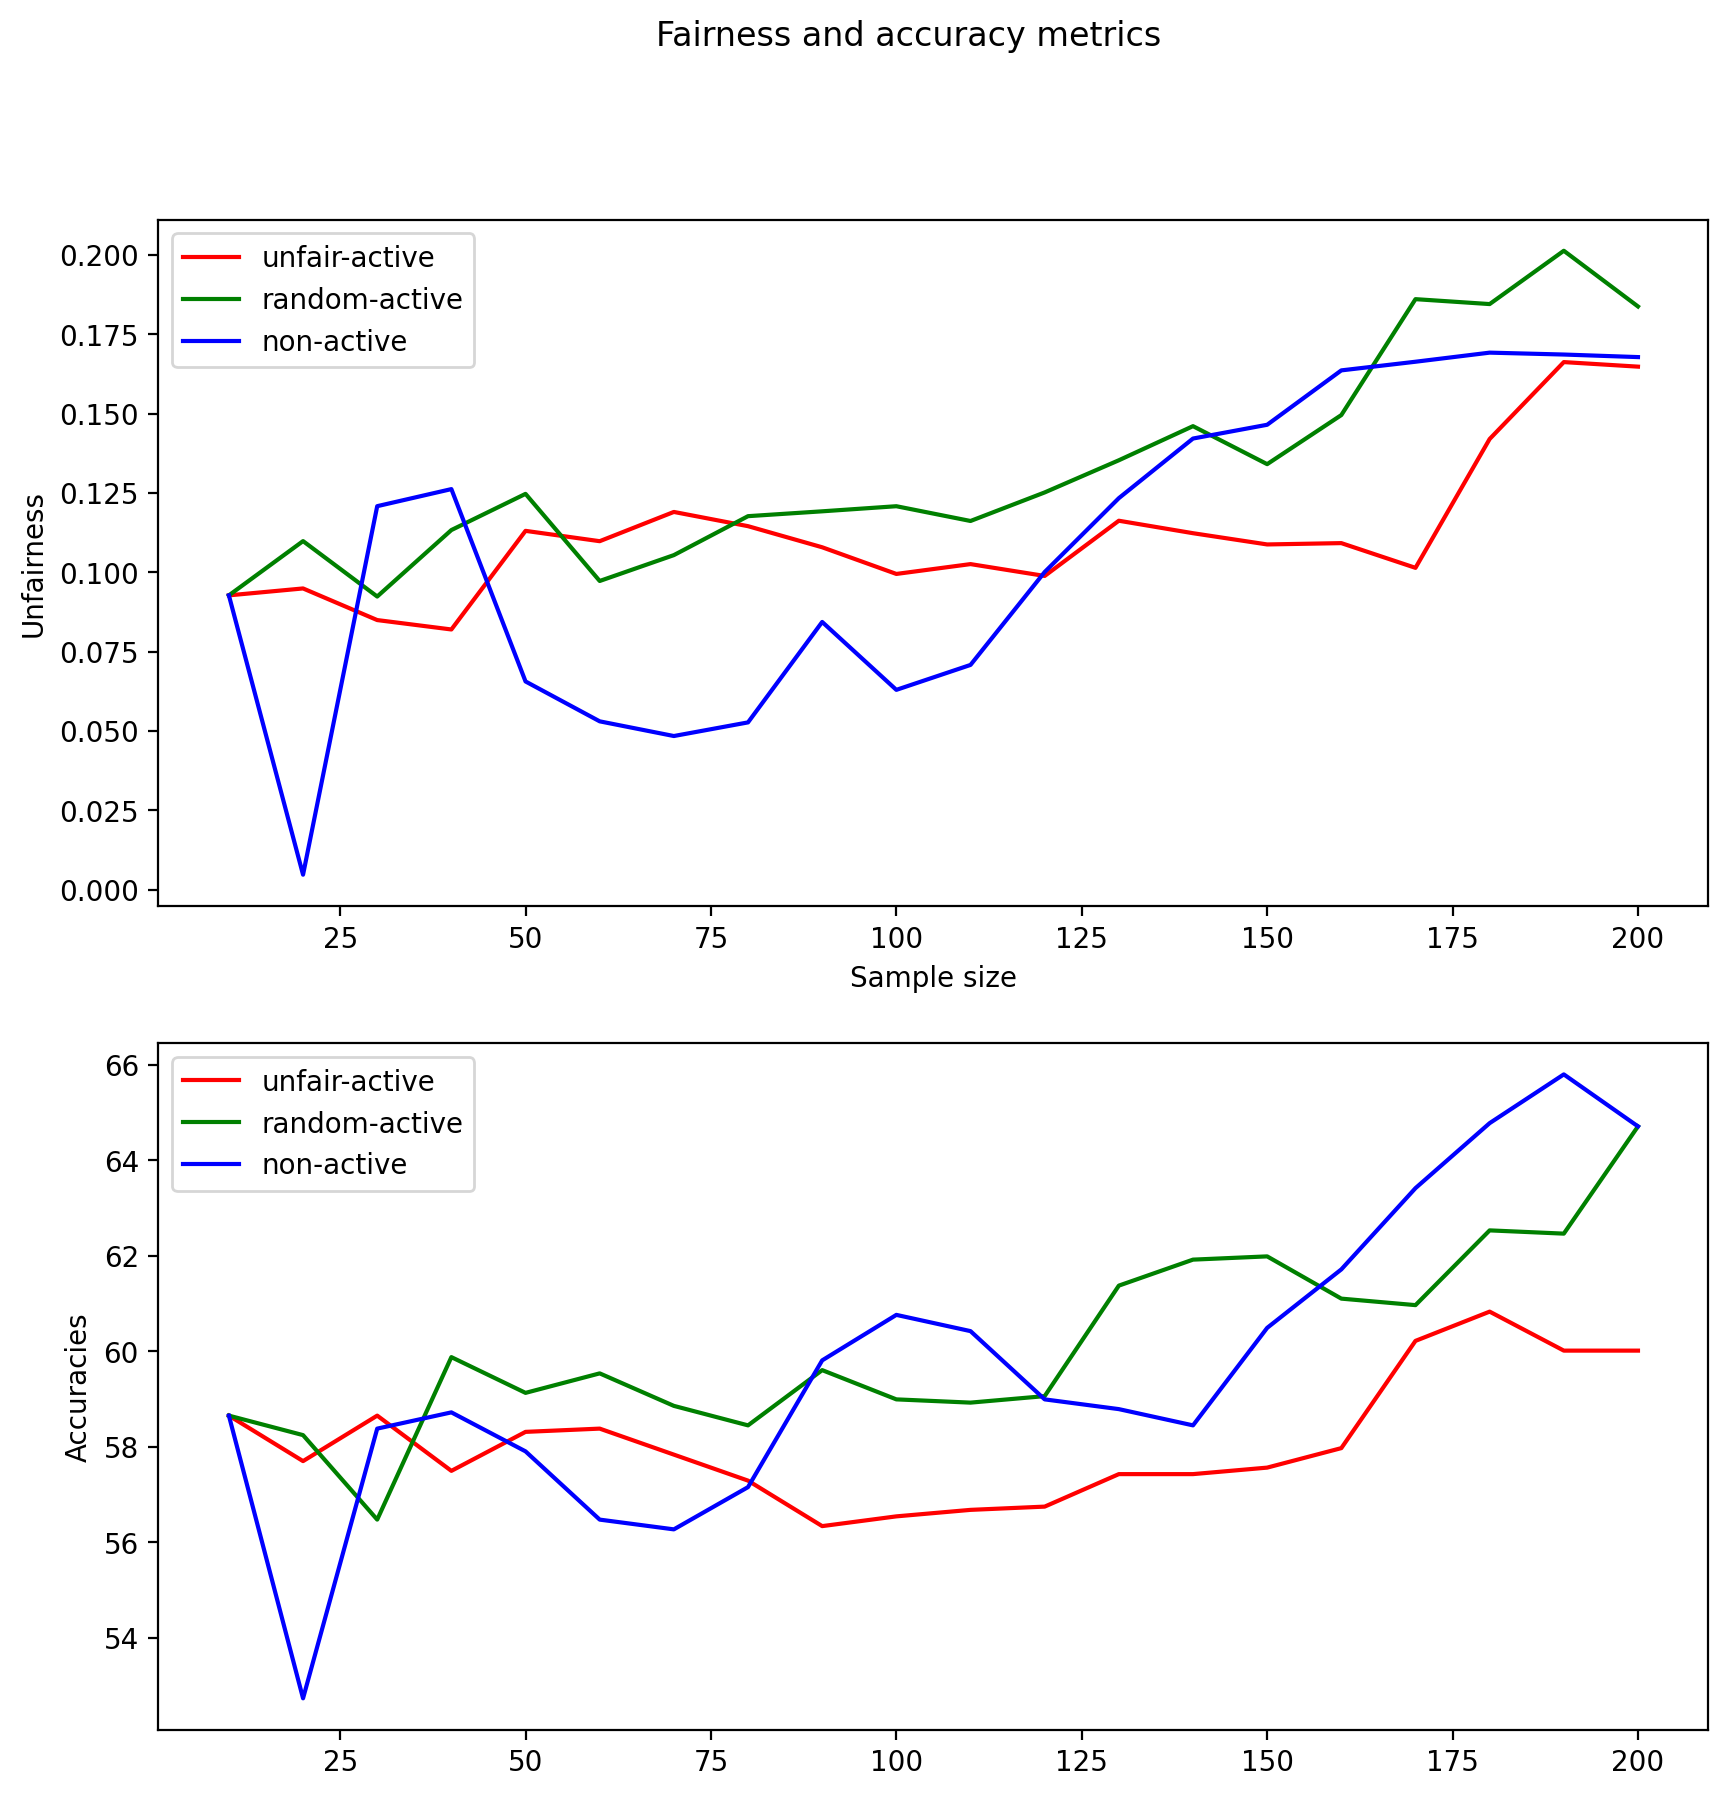 Fairness and accuracy metrics
unfair-active
random-active
non-active
0.200
0.175
0.150
0.125
0.100
0.075
0.050
0.025
0.000
Unfairness
25 50 75 100 125 150 175 200
Sample size
unfair-active
random-active
non-active
66
64
62
60
58
56
54
Accuracies
25 50 75 100 125 150 175 200